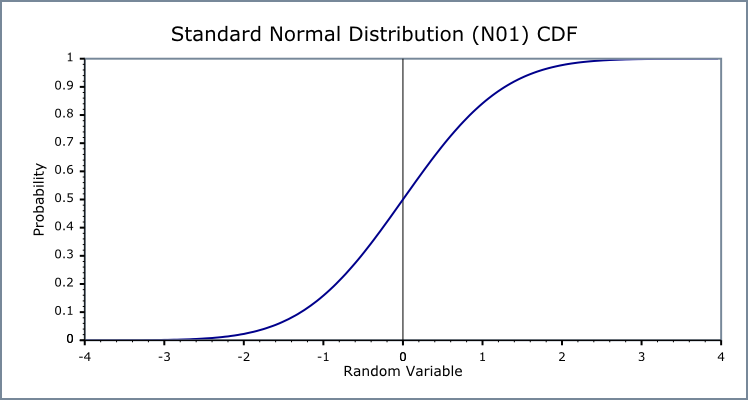 Standard Normal Distribution (N01) CDF
1
0.9
0.8
0.7
0.6
0.5
0.4
0.3
0.2
0.1
0
Probability
-4 -3 -2 -1 0 1 2 3 4
Random Variable